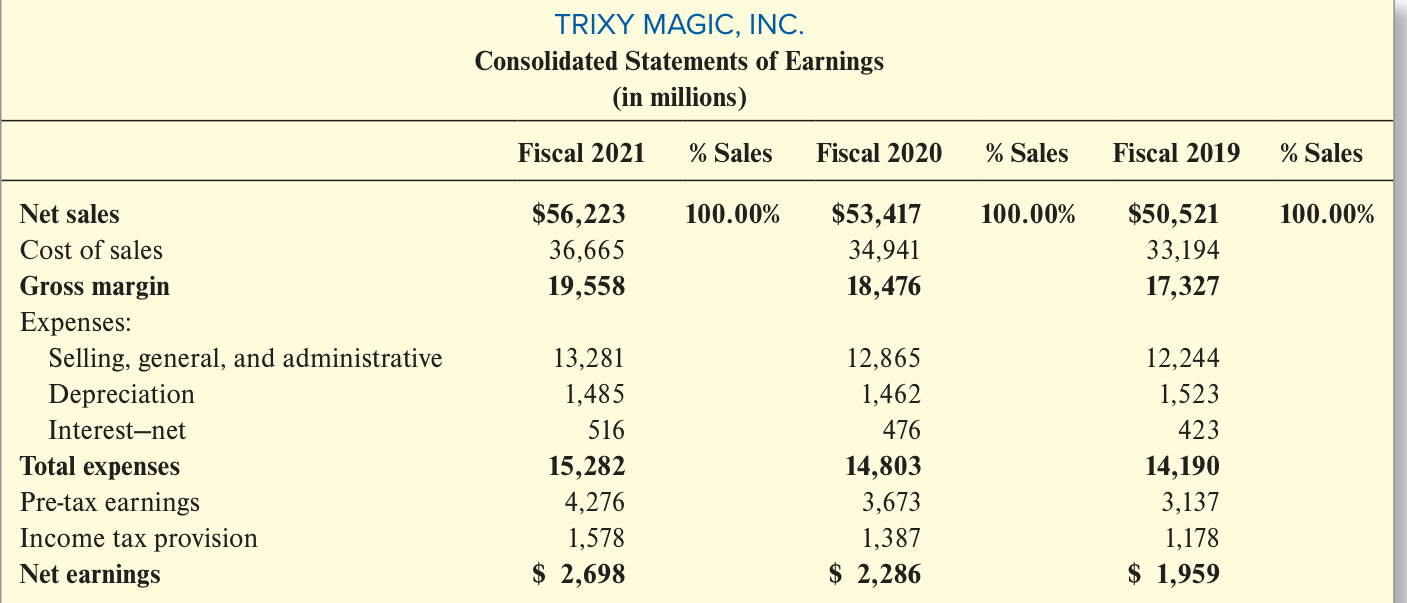 TRIXY MAGIC, INC.
Consolidated Statements of Earnings
(in millions)
Fiscal 2021 % Sales Fiscal 2020 % Sales Fiscal 2019 % Sales
Net sales $56,223 100.00% $53,417 100.00% $50,521 100.00%
Cost of sales 36,665 34,941 33,194
Gross margin 19,558 18,476 17,327
Expenses:
Selling, general, and administrative 13,281 12,865 12,244
Depreciation 1,485 1,462 1,523
Interest—net 516 476 423
Total expenses 15,282 14,803 14,190
Pre-tax earnings 4,276 3,673 3,137
Income tax provision 1,578 1,387 1,178
Net earnings $ 2,698 $ 2,286 $ 1,959